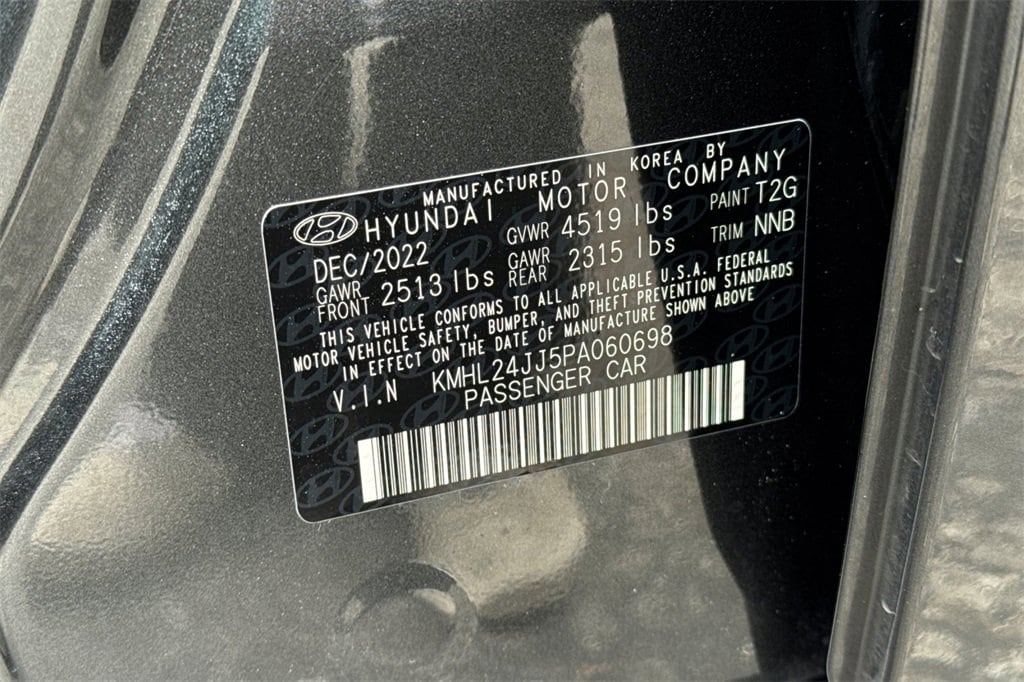 MANUFACTURED IN KOREA BY
HYUNDAI MOTOR COMPANY
DEC/2022 GVWR 4519 lbs PAINT T2G
GAWR FRONT 2513 lbs GAWR REAR 2315 lbs TRIM NNB
THIS VEHICLE CONFORMS TO ALL APPLICABLE U.S.A. FEDERAL
MOTOR VEHICLE SAFETY, BUMPER, AND THEFT PREVENTION STANDARDS
IN EFFECT ON THE DATE OF MANUFACTURE SHOWN ABOVE
V.I.N KMHL24JJ5PA060698
PASSENGER CAR